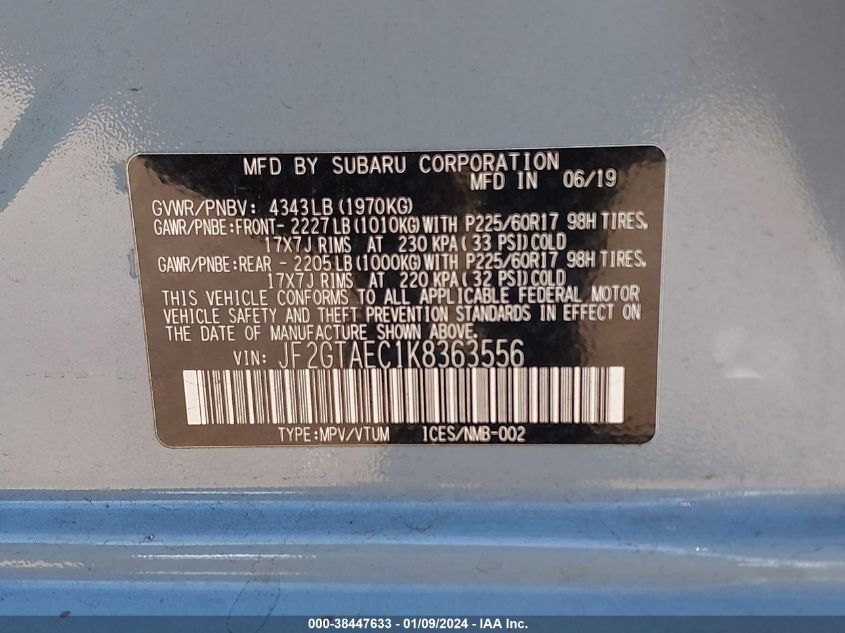 MFD BY SUBARU CORPORATION
MFD IN 06/19
GVWR/PNBV: 4343LB (1970KG)
GAWR/PNBE:FRONT- 2227LB(1010KG)WITH P225/60R17 98H TIRES,
17X7J RIMS AT 230 KPA( 33 PSI)COLD
GAWR/PNBE:REAR - 2205LB(1000KG)WITH P225/60R17 98H TIRES,
17X7J RIMS AT 220 KPA( 32 PSI)COLD
THIS VEHICLE CONFORMS TO ALL APPLICABLE FEDERAL MOTOR
VEHICLE SAFETY AND THEFT PREVENTION STANDARDS IN EFFECT ON
THE DATE OF MANUFACTURE SHOWN ABOVE.
VIN: JF2GTAEC1K8363556
TYPE:MPV/VTUM ICES/NMB-002
000-38447633 - 01/09/2024 - IAA Inc.